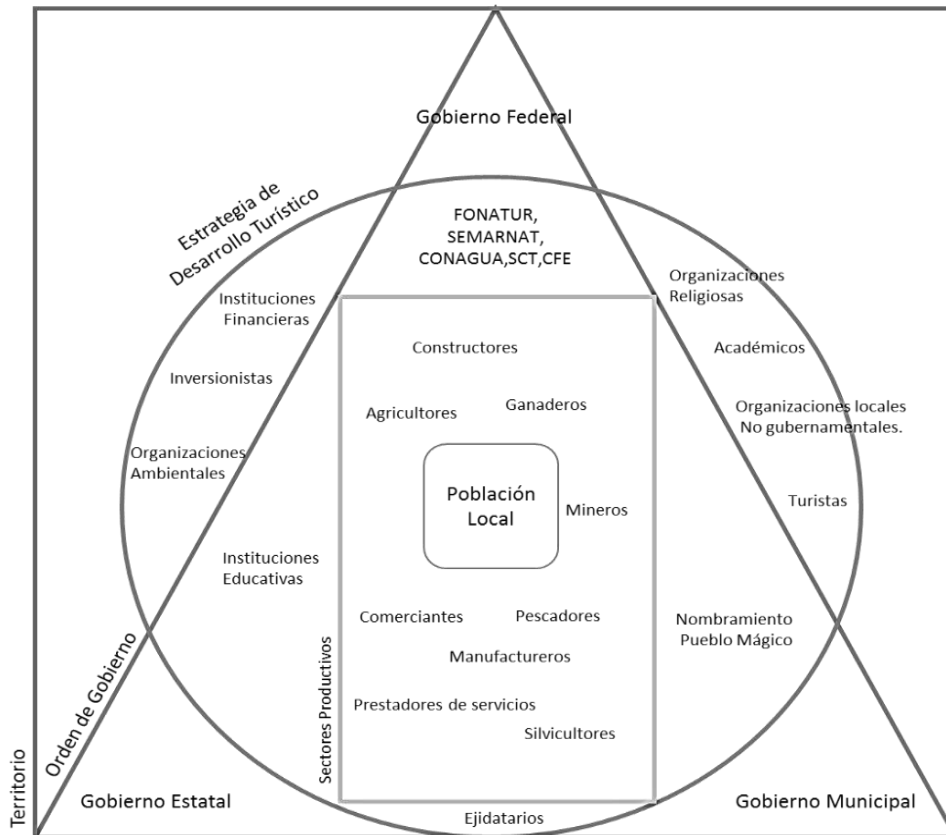 Gobierno Federal
Estrategia de
Desarrollo Turístico
FONATUR,
SEMARNAT,
CONAGUA,SCT,CFE
Instituciones
Financieras
Organizaciones
Religiosas
Constructores
Académicos
Inversionistas
Agricultores
Ganaderos
Organizaciones locales
No gubernamentales.
Organizaciones
Ambientales
Población
Local
Mineros
Turistas
Instituciones
Educativas
Comerciantes
Pescadores
Nombramiento
Pueblo Mágico
Manufactureros
Prestadores de servicios
Silvicultores
Sectores Productivos
Orden de Gobierno
Territorio
Gobierno Estatal
Gobierno Municipal
Ejidatarios